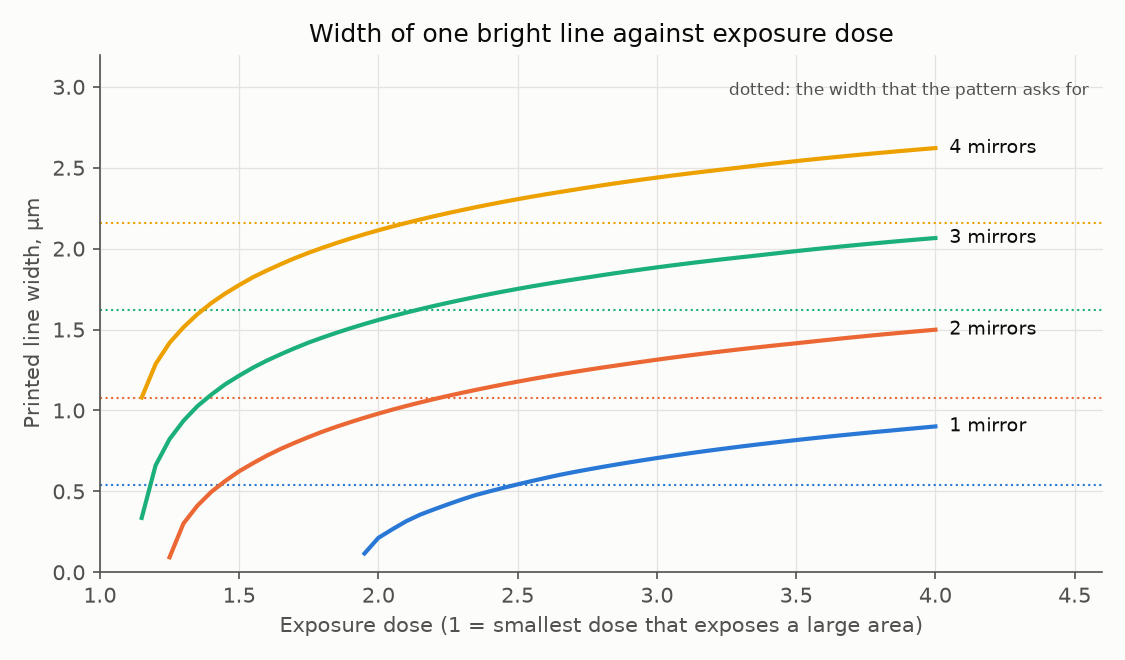 Width of one bright line against exposure dose
dotted: the width that the pattern asks for
Printed line width, μm
3.0
2.5
2.0
1.5
1.0
0.5
0.0
4 mirrors
3 mirrors
2 mirrors
1 mirror
1.0 1.5 2.0 2.5 3.0 3.5 4.0 4.5
Exposure dose (1 = smallest dose that exposes a large area)